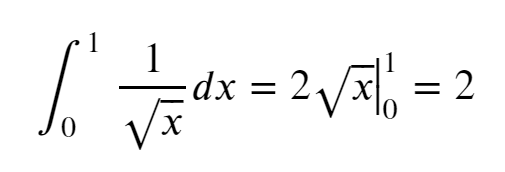 ∫₀¹ 1/√x dx = 2√x|₀¹ = 2